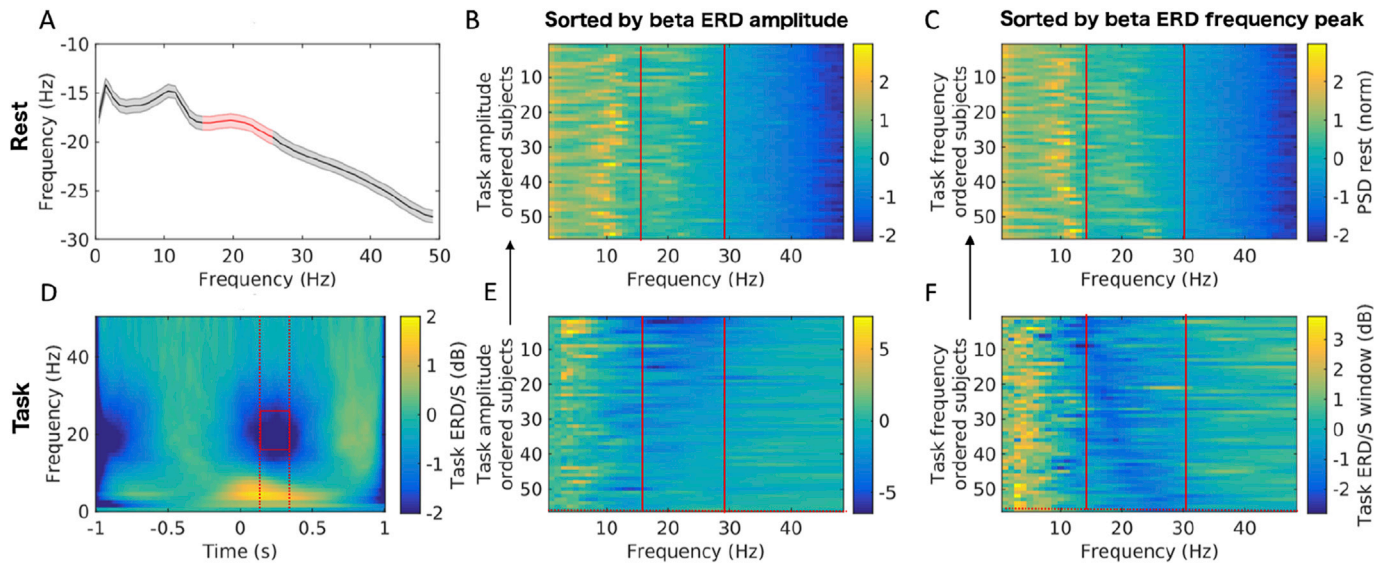 A
B
Sorted by beta ERD amplitude
C
Sorted by beta ERD frequency peak
Rest
Frequency (Hz)
-10
-15
-20
-25
-30
0 10 20 30 40 50
Frequency (Hz)
Task amplitude
ordered subjects
10
20
30
40
50
10 20 30 40
Frequency (Hz)
2
1
0
-1
-2
Task frequency
ordered subjects
10
20
30
40
50
10 20 30 40
Frequency (Hz)
2
1
0
-1
-2
PSD rest (norm)
D
E
F
Task
Frequency (Hz)
40
20
0
-1 -0.5 0 0.5 1
Time (s)
2
1
0
-1
-2
Task ERD/S (dB)
Task amplitude
ordered subjects
10
20
30
40
50
10 20 30 40
Frequency (Hz)
5
0
-5
Task frequency
ordered subjects
10
20
30
40
50
10 20 30 40
Frequency (Hz)
3
2
1
0
-1
-2
Task ERD/S window (dB)